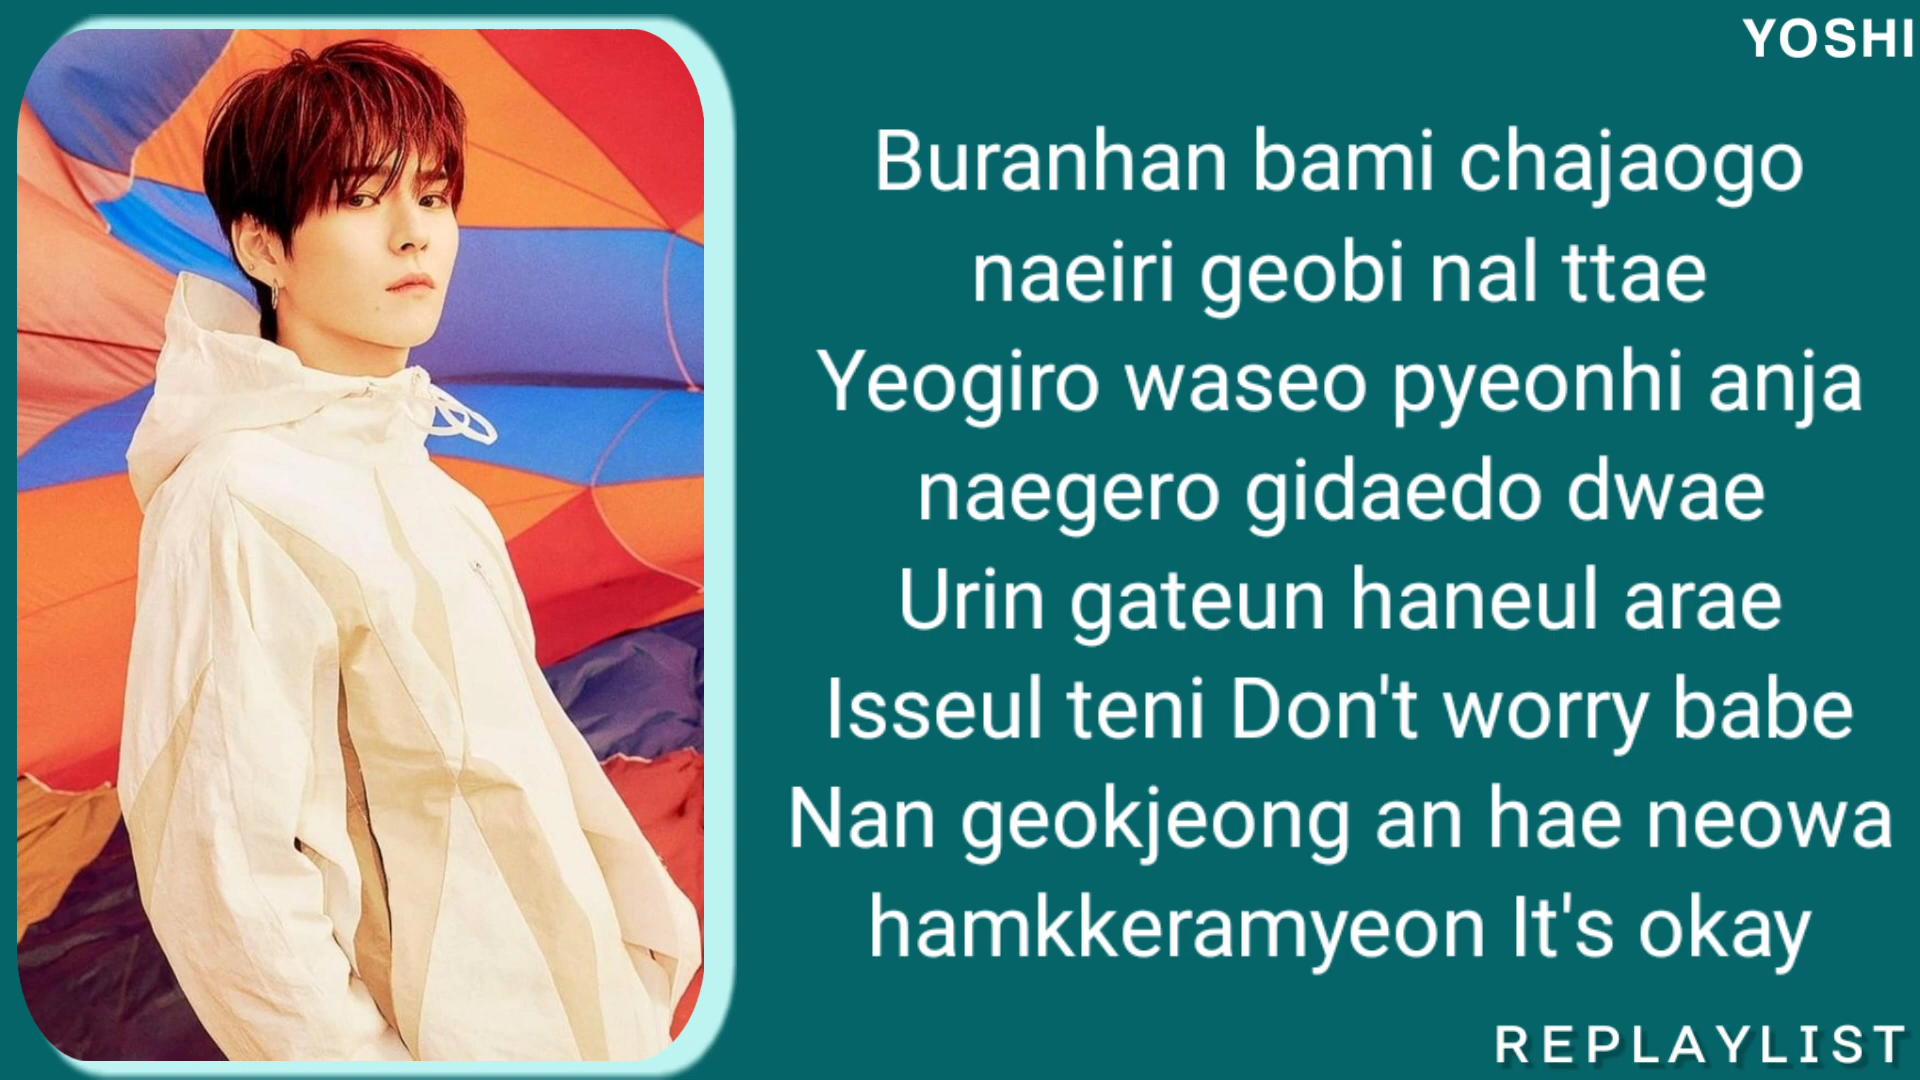 YOSHI
Buranhan bami chajaogo
naeiri geobi nal ttae
Yeogiro waseo pyeonhi anja
naegero gidaedo dwae
Urin gateun haneul arae
Isseul teni Don't worry babe
Nan geokjeong an hae neowa
hamkkeramyeon It's okay
REPLAYLIST